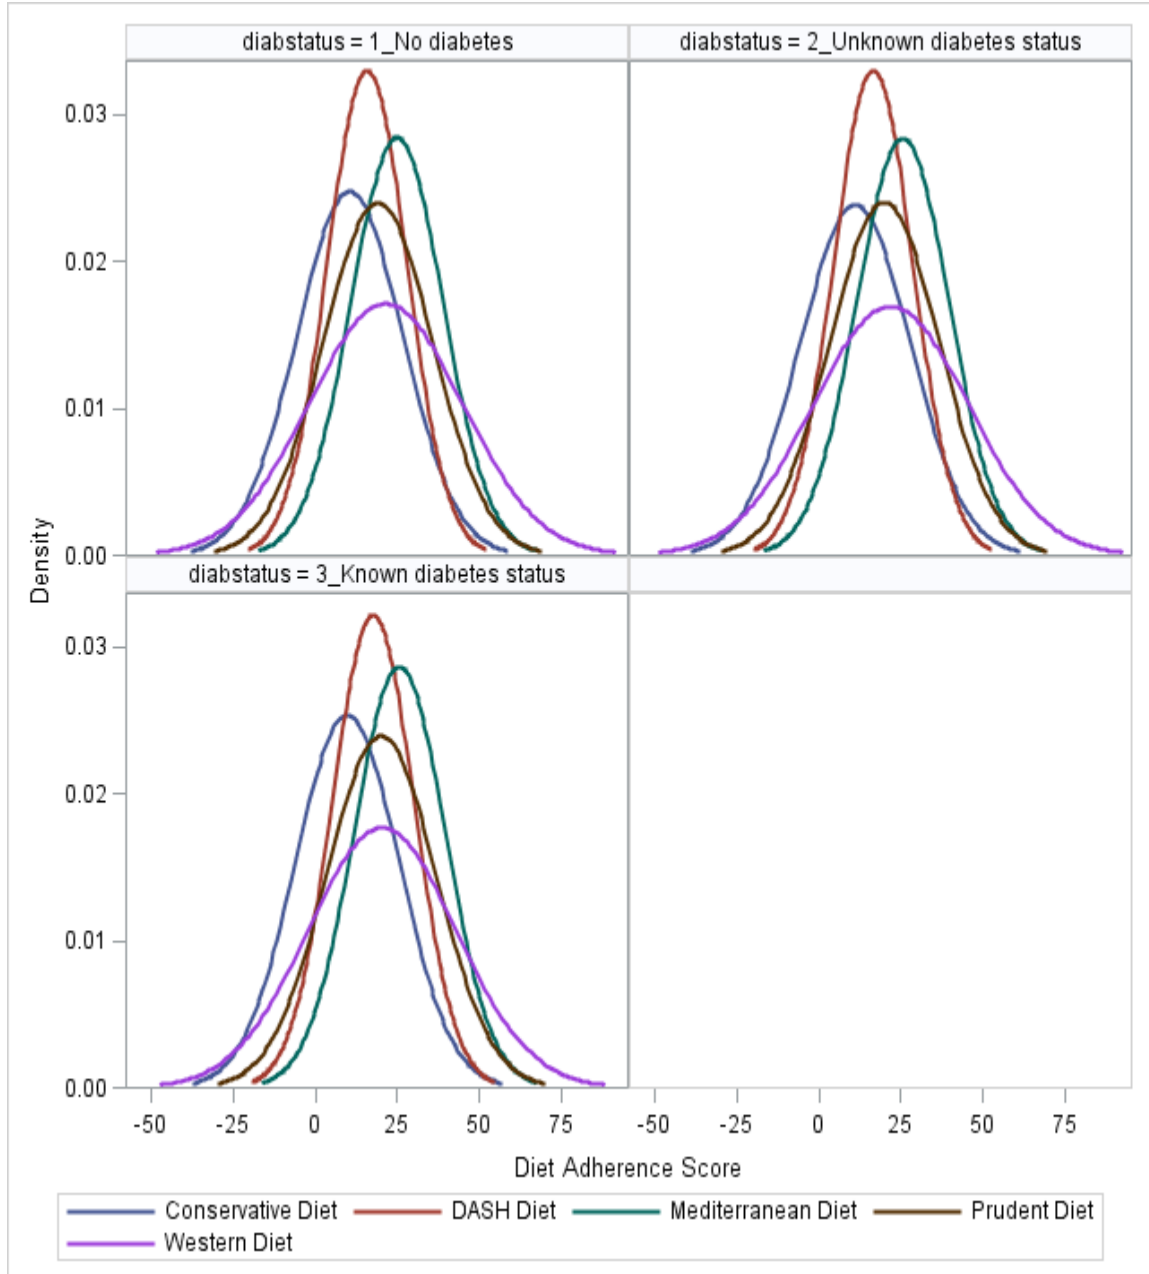 diabstatus = 1_No diabetes
diabstatus = 2_Unknown diabetes status
0.03
0.02
0.01
0.00
diabstatus = 3_Known diabetes status
0.03
0.02
0.01
0.00
Density
-50 -25 0 25 50 75
-50 -25 0 25 50 75
Diet Adherence Score
Conservative Diet DASH Diet Mediterranean Diet Prudent Diet
Western Diet